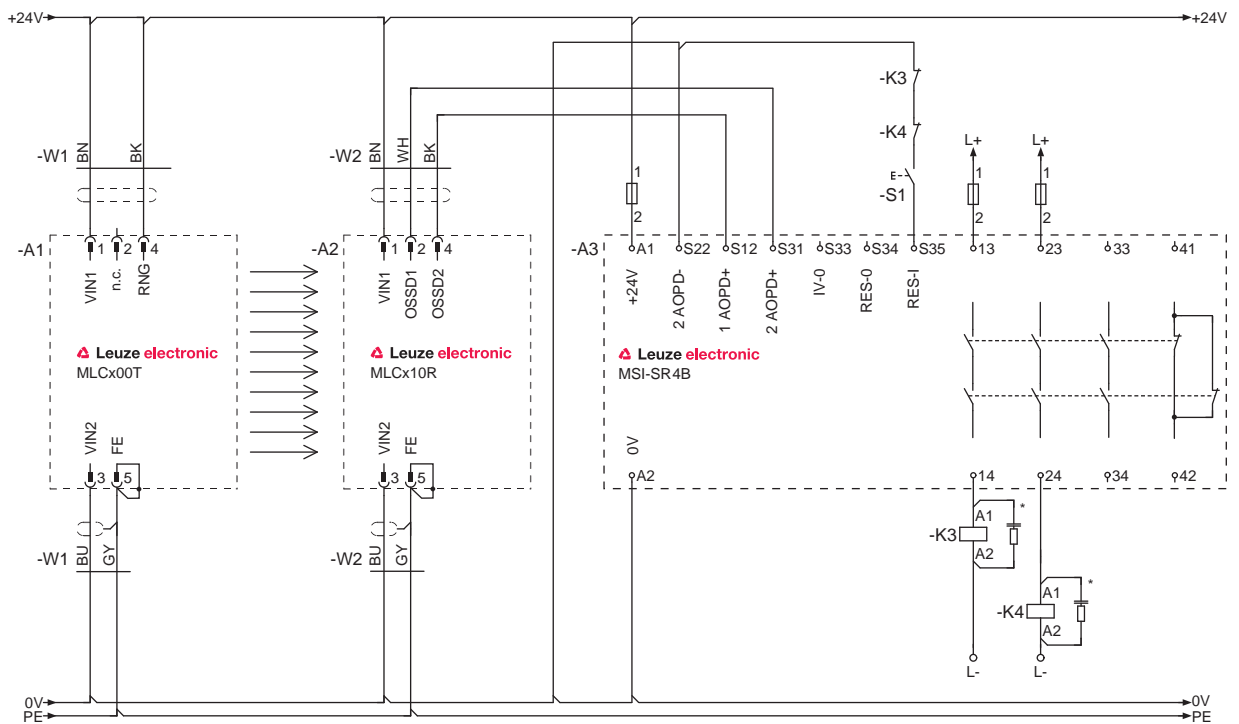 +24V +24V
-K3
-K4
L+ L+
-W1 BN BK -W2 BN WH BK
1 1 1
E -S1
2 2 2
-A1 1 2 4 -A2 1 2 4 -A3 A1 S22 S12 S31 S33 S34 S35 13 23 33 41
VIN1 n.c. RNG VIN1 OSSD1 OSSD2 +24V 2 AOPD- 1 AOPD+ 2 AOPD+ IV-0 RES-0 RES-I
Leuze electronic Leuze electronic Leuze electronic
MLCx00T MLCx10R MSI-SR4B
VIN2 FE VIN2 FE 0V
3 5 3 5 A2 14 24 34 42
A1 *
-K3
A2
-W1 BU GY -W2 BU GY
A1 *
-K4
A2
L- L-
0V 0V
PE PE